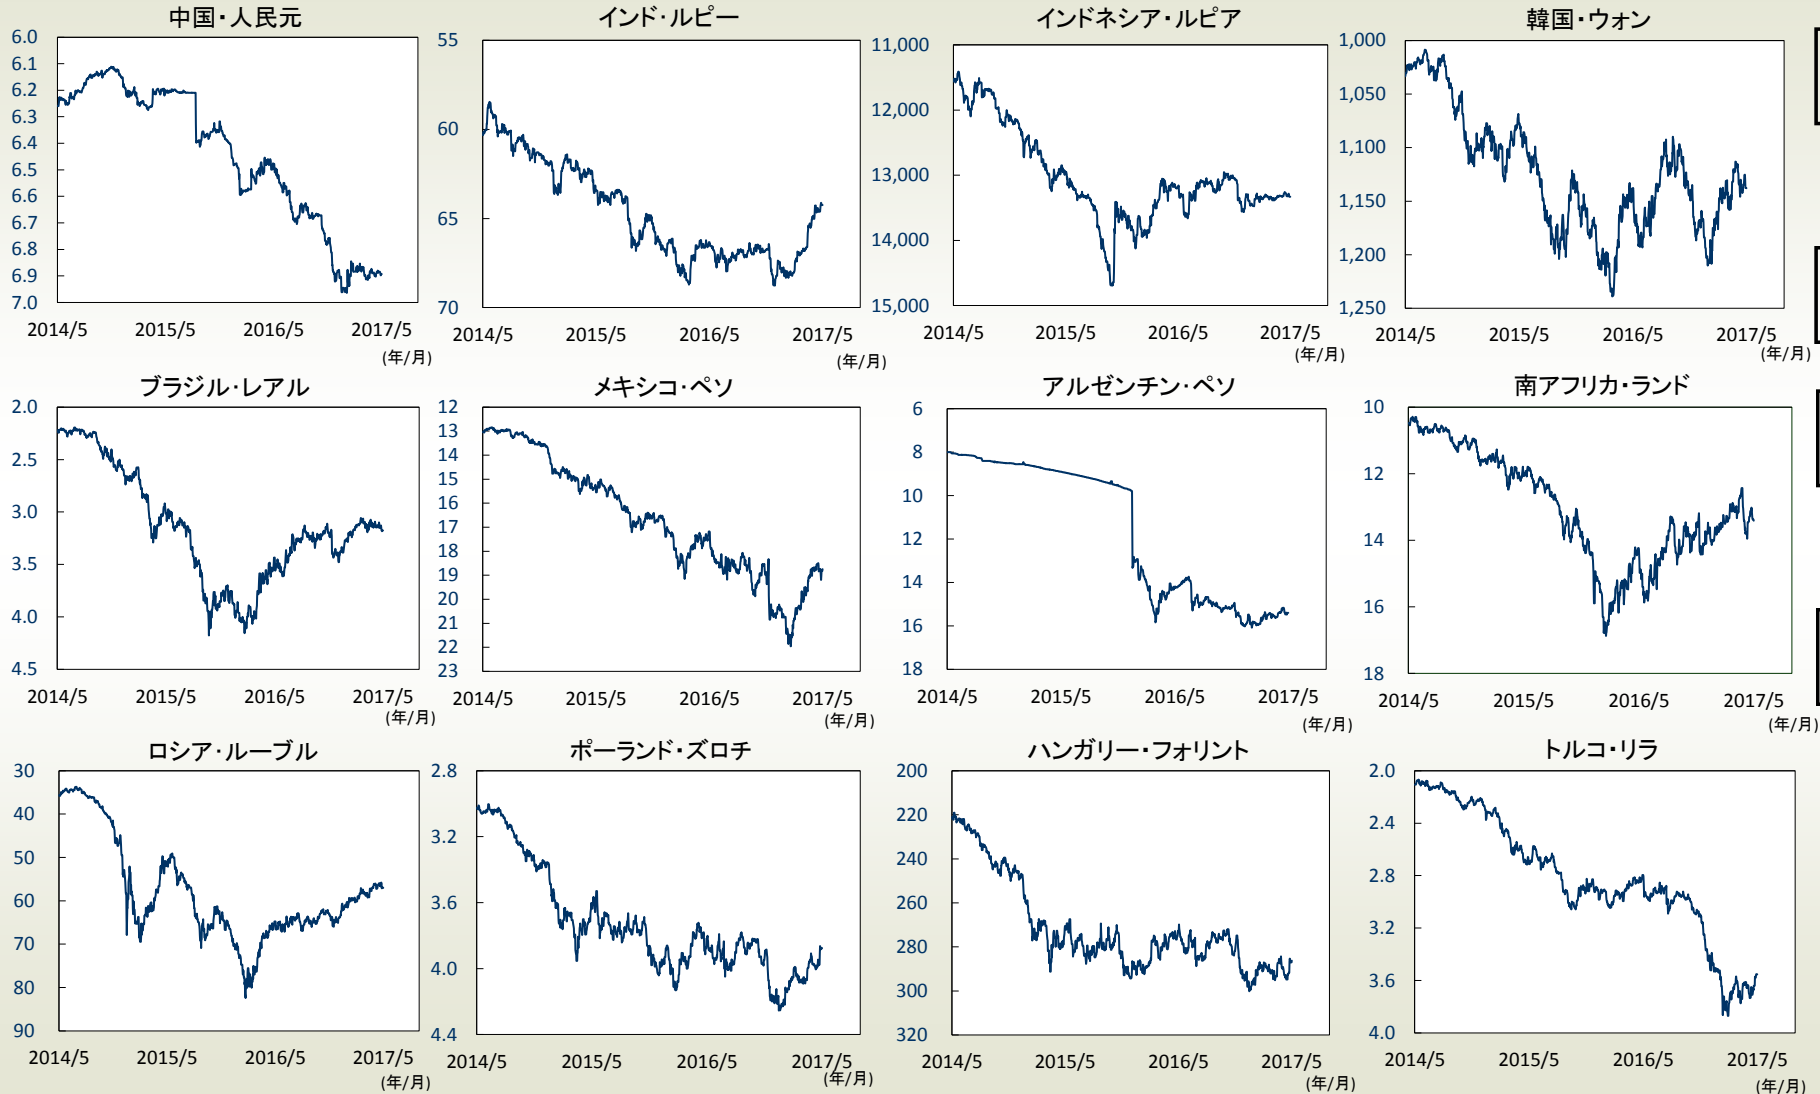 中国・人民元
6.0
6.1
6.2
6.3
6.4
6.5
6.6
6.7
6.8
6.9
7.0
2014/5 2015/5 2016/5 2017/5
(年/月)
インド・ルピー
55
60
65
70
2014/5 2015/5 2016/5 2017/5
(年/月)
インドネシア・ルピア
11,000
12,000
13,000
14,000
15,000
2014/5 2015/5 2016/5 2017/5
(年/月)
韓国・ウォン
1,000
1,050
1,100
1,150
1,200
1,250
2014/5 2015/5 2016/5 2017/5
(年/月)
ブラジル・レアル
2.0
2.5
3.0
3.5
4.0
4.5
2014/5 2015/5 2016/5 2017/5
(年/月)
メキシコ・ペソ
12
13
14
15
16
17
18
19
20
21
22
23
2014/5 2015/5 2016/5 2017/5
(年/月)
アルゼンチン・ペソ
6
8
10
12
14
16
18
2014/5 2015/5 2016/5 2017/5
(年/月)
南アフリカ・ランド
10
12
14
16
18
2014/5 2015/5 2016/5 2017/5
(年/月)
ロシア・ルーブル
30
40
50
60
70
80
90
2014/5 2015/5 2016/5 2017/5
(年/月)
ポーランド・ズロチ
2.8
3.2
3.6
4.0
4.4
2014/5 2015/5 2016/5 2017/5
(年/月)
ハンガリー・フォリント
200
220
240
260
280
300
320
2014/5 2015/5 2016/5 2017/5
(年/月)
トルコ・リラ
2.0
2.4
2.8
3.2
3.6
4.0
2014/5 2015/5 2016/5 2017/5
(年/月)